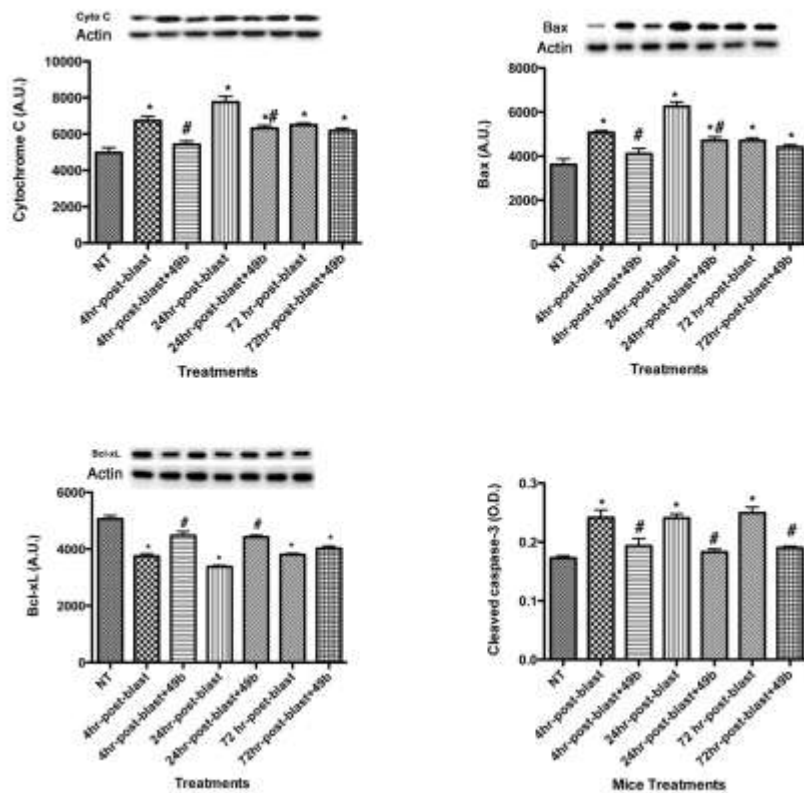 Cyto C
Actin
Cytochrome C (A.U.)
10000
8000
6000
4000
2000
0
*
#
*
*#
*
*
NT
4hr-post-blast
4hr-post-blast+49b
24hr-post-blast
24hr-post-blast+49b
72 hr-post-blast
72hr-post-blast+49b
Treatments
Bax
Actin
Bax (A.U.)
8000
6000
4000
2000
0
*
#
*
*#
*
*
NT
4hr-post-blast
4hr-post-blast+49b
24hr-post-blast
24hr-post-blast+49b
72 hr-post-blast
72hr-post-blast+49b
Treatments
Bcl-xL
Actin
Bcl-xL (A.U.)
6000
4000
2000
0
*
#
*
#
*
*
NT
4hr-post-blast
4hr-post-blast+49b
24hr-post-blast
24hr-post-blast+49b
72 hr-post-blast
72hr-post-blast+49b
Treatments
Cleaved caspase-3 (O.D.)
0.3
0.2
0.1
0.0
*
#
*
#
*
#
NT
4hr-post-blast
4hr-post-blast+49b
24hr-post-blast
24hr-post-blast+49b
72 hr-post-blast
72hr-post-blast+49b
Mice Treatments